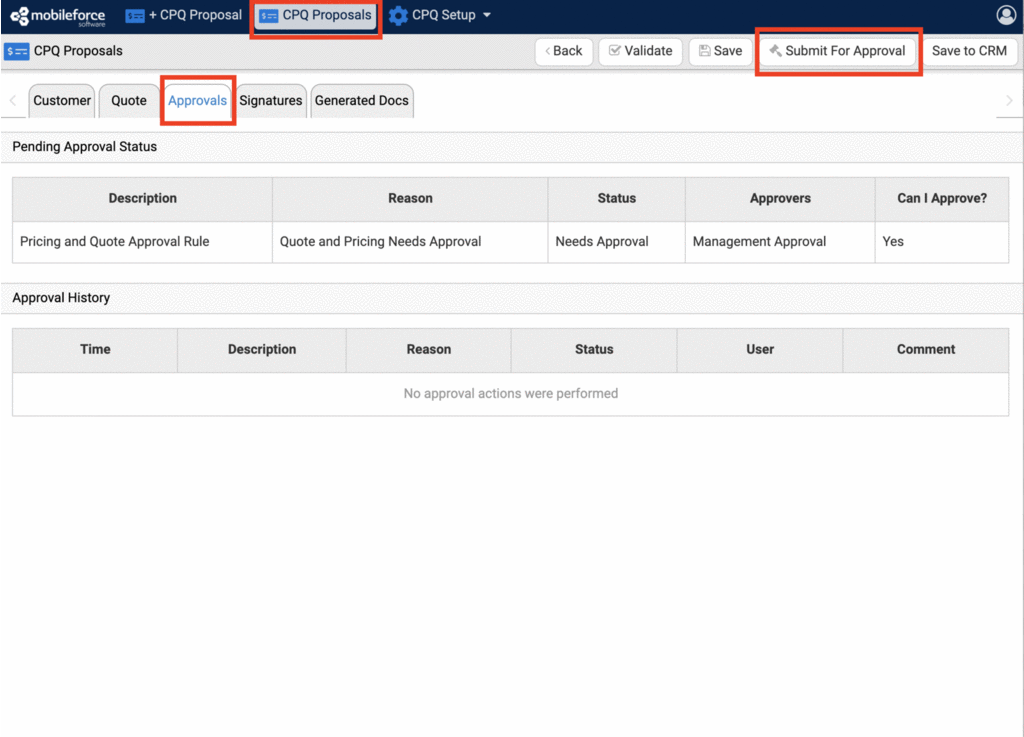 mobileforce software + CPQ Proposal CPQ Proposals CPQ Setup
CPQ Proposals Back Validate Save Submit For Approval Save to CRM
Customer Quote Approvals Signatures Generated Docs
Pending Approval Status
Description Reason Status Approvers Can I Approve?
Pricing and Quote Approval Rule Quote and Pricing Needs Approval Needs Approval Management Approval Yes
Approval History
Time Description Reason Status User Comment
No approval actions were performed